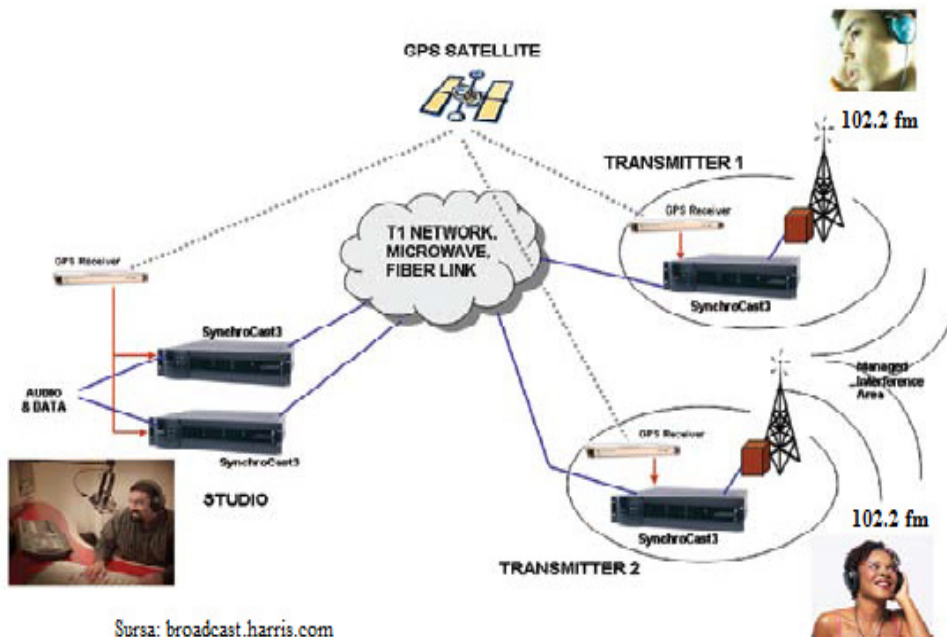 GPS SATELLITE
102.2 fm
TRANSMITTER 1
GPS Receiver
T1 NETWORK,
MICROWAVE,
FIBER LINK
GPS Receiver
SynchroCast3
SynchroCast3
AUDIO
& DATA
SynchroCast3
Managed
Interference
Area
GPS Receiver
STUDIO
SynchroCast3
102.2 fm
TRANSMITTER 2
Sursa: broadcast.harris.com